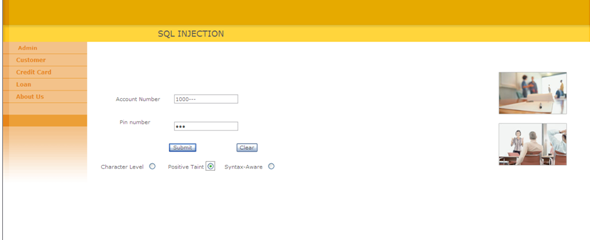 SQL INJECTION
Admin
Customer
Credit Card
Loan
About Us
Account Number 1000---
Pin number •••
Submit Clear
Character Level Positive Taint Syntax-Aware